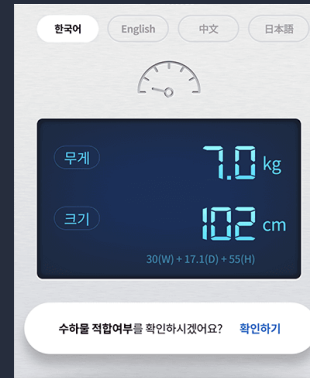 한국어 English 中文 日本語
무게 7.0 kg
크기 102 cm
30(W) + 17.1(D) + 55(H)
수하물 적합여부를 확인하시겠어요? 확인하기